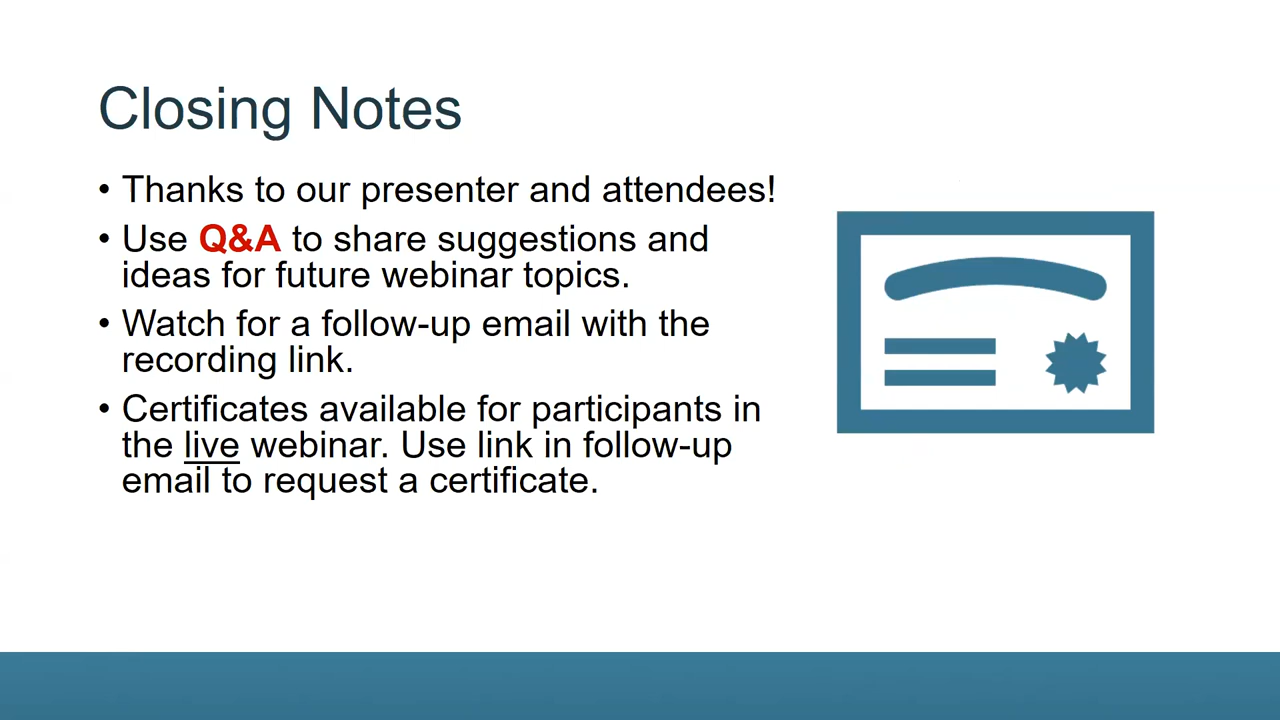 Closing Notes
• Thanks to our presenter and attendees!
• Use Q&A to share suggestions and
ideas for future webinar topics.
• Watch for a follow-up email with the
recording link.
• Certificates available for participants in
the live webinar. Use link in follow-up
email to request a certificate.